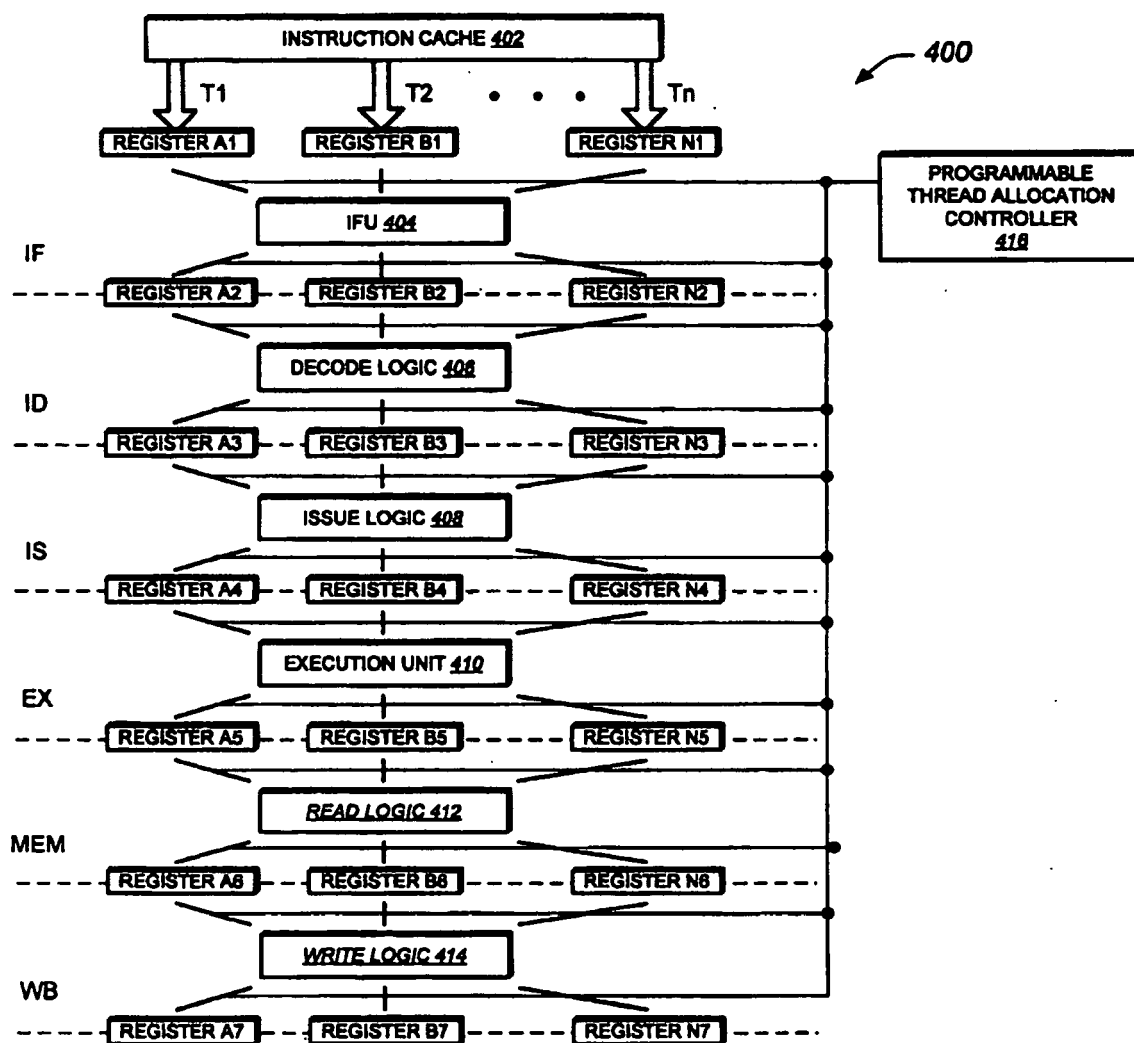 INSTRUCTION CACHE 402
400
T1 T2 Tn
REGISTER A1 REGISTER B1 REGISTER N1
PROGRAMMABLE
THREAD ALLOCATION
CONTROLLER
416
IFU 404
IF
REGISTER A2 REGISTER B2 REGISTER N2
DECODE LOGIC 406
ID
REGISTER A3 REGISTER B3 REGISTER N3
ISSUE LOGIC 408
IS
REGISTER A4 REGISTER B4 REGISTER N4
EXECUTION UNIT 410
EX
REGISTER A5 REGISTER B5 REGISTER N5
READ LOGIC 412
MEM
REGISTER A6 REGISTER B6 REGISTER N6
WRITE LOGIC 414
WB
REGISTER A7 REGISTER B7 REGISTER N7